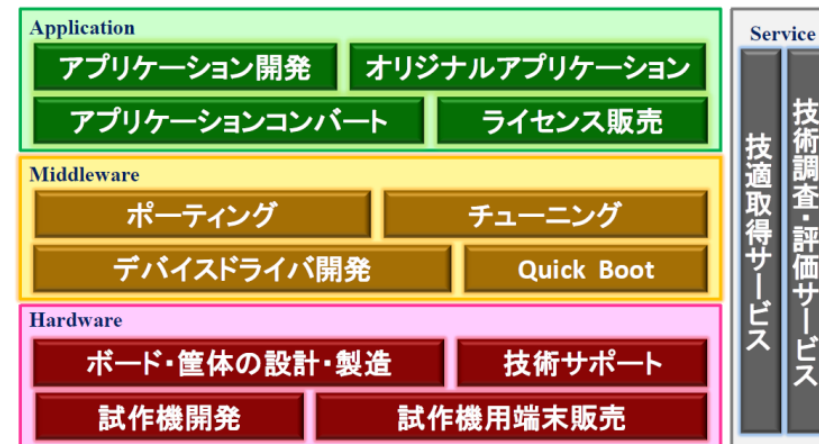 Application
アプリケーション開発
オリジナルアプリケーション
アプリケーションコンバート
ライセンス販売
Middleware
ポーティング
チューニング
デバイスドライバ開発
Quick Boot
Hardware
ボード・筐体の設計・製造
技術サポート
試作機開発
試作機用端末販売
Service
技適取得サービス
技術調査・評価サービス